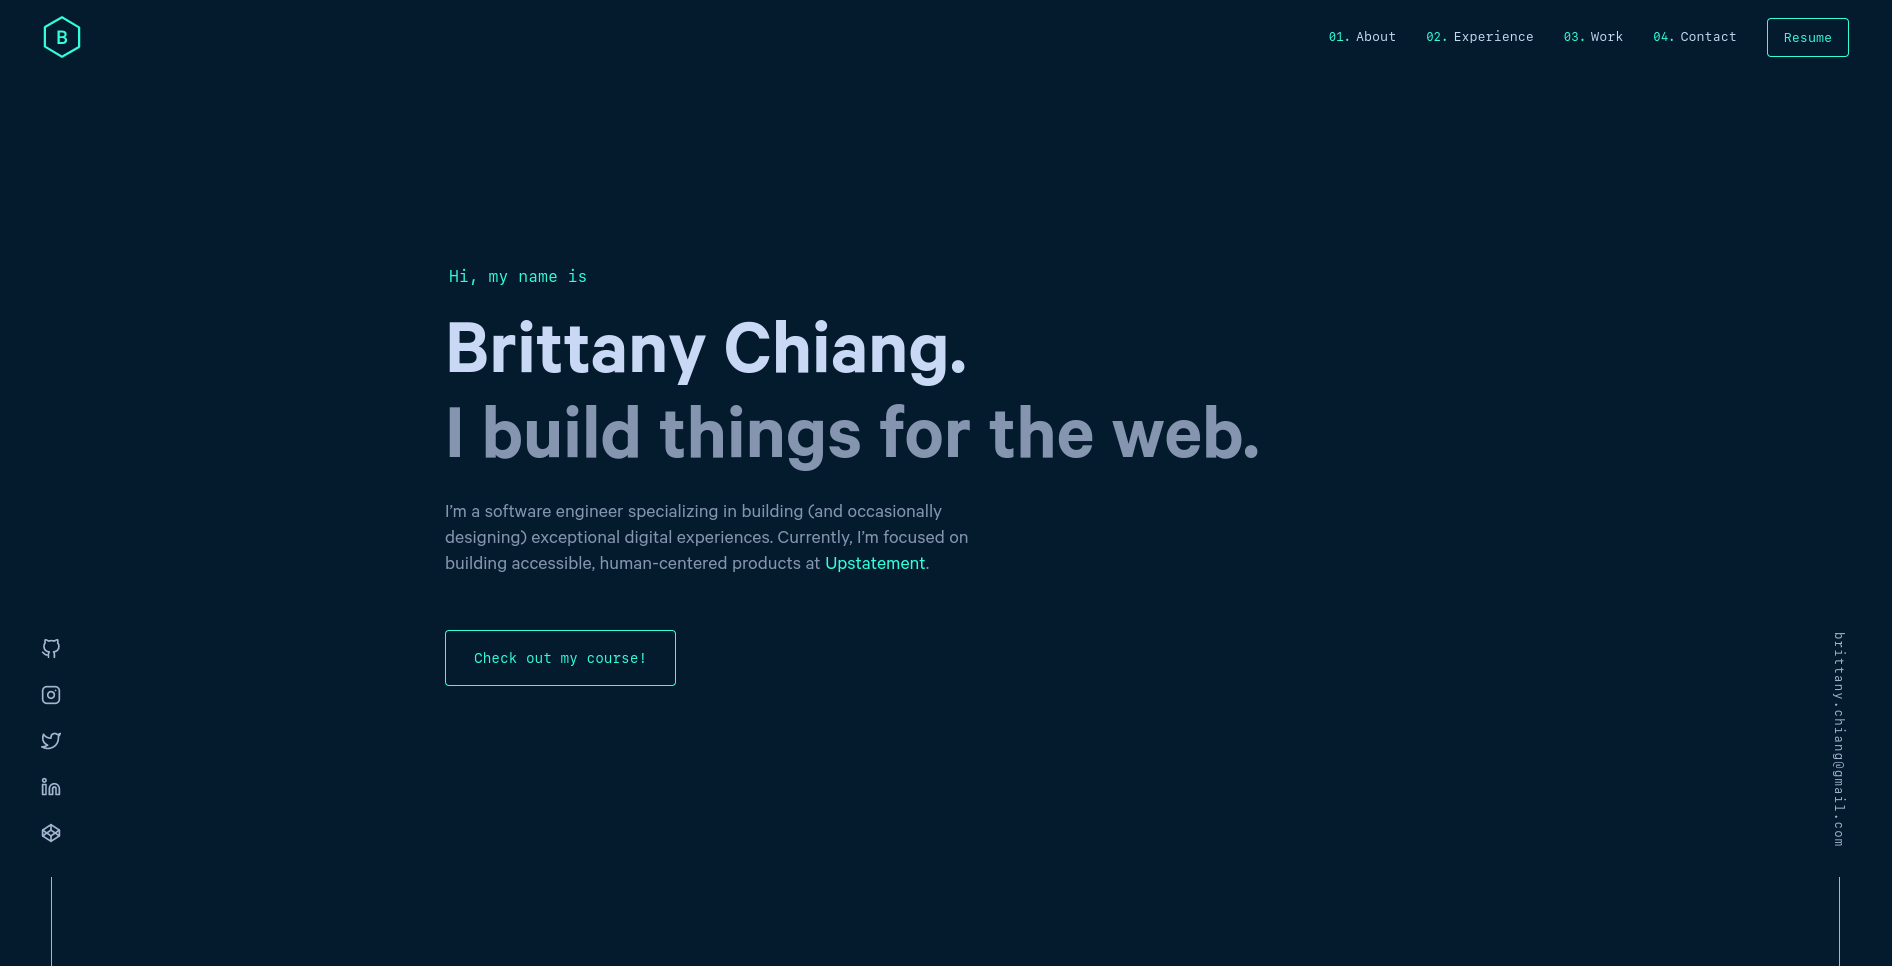 B
01. About 02. Experience 03. Work 04. Contact Resume
Hi, my name is
Brittany Chiang.
I build things for the web.
I’m a software engineer specializing in building (and occasionally
designing) exceptional digital experiences. Currently, I’m focused on
building accessible, human-centered products at Upstatement.
Check out my course!
in
brittany.chiang@gmail.com